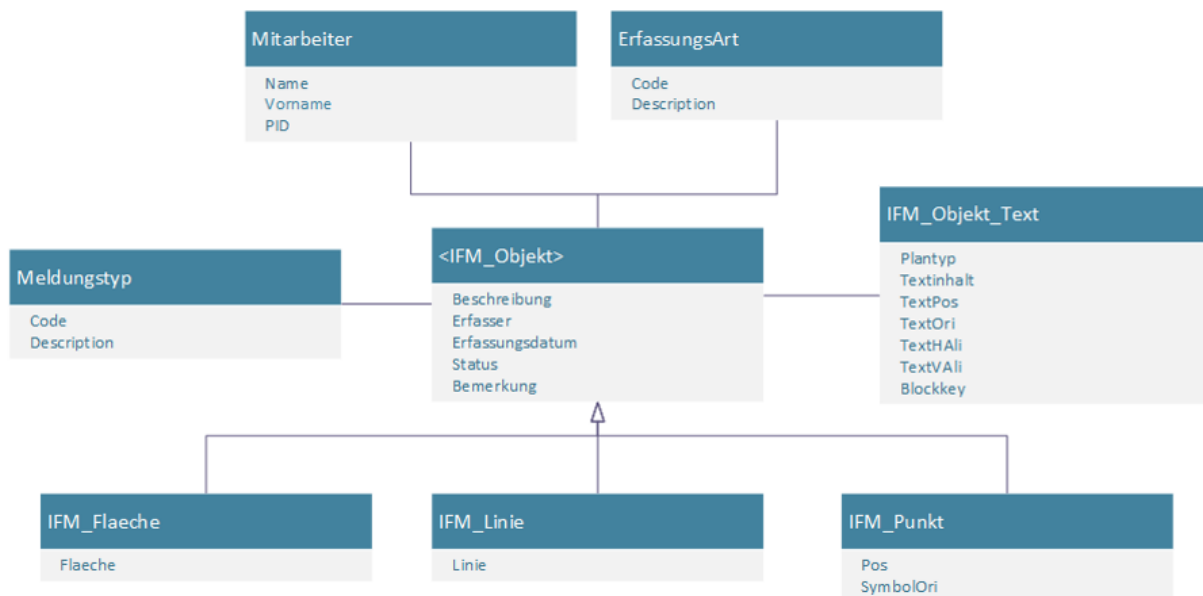 Mitarbeiter
Name
Vorname
PID
ErfassungsArt
Code
Description
Meldungstyp
Code
Description
<IFM_Objekt>
Beschreibung
Erfasser
Erfassungsdatum
Status
Bemerkung
IFM_Objekt_Text
Plantyp
Textinhalt
TextPos
TextOri
TextHAli
TextVAli
Blockkey
IFM_Flaeche
Flaeche
IFM_Linie
Linie
IFM_Punkt
Pos
SymbolOri